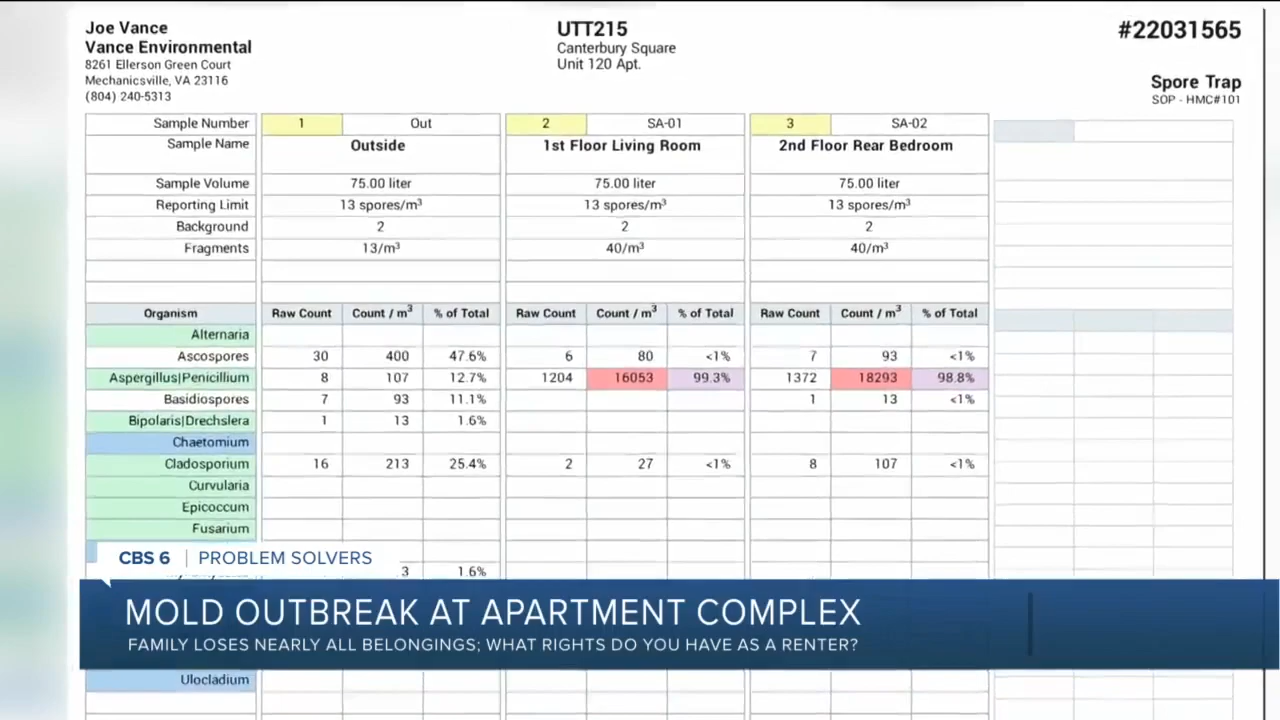 Joe Vance
Vance Environmental
8261 Ellerson Green Court
Mechanicsville, VA 23116
(804) 240-5313
UTT215
Canterbury Square
Unit 120 Apt.
#22031565
Spore Trap
SOP - HMC#101
Sample Number 1 Out 2 SA-01 3 SA-02
Sample Name Outside 1st Floor Living Room 2nd Floor Rear Bedroom
Sample Volume 75.00 liter 75.00 liter 75.00 liter
Reporting Limit 13 spores/m³ 13 spores/m³ 13 spores/m³
Background 2 2 2
Fragments 13/m³ 40/m³ 40/m³
Organism Raw Count Count / m³ % of Total Raw Count Count / m³ % of Total Raw Count Count / m³ % of Total
Alternaria
Ascospores 30 400 47.6% 6 80 <1% 7 93 <1%
Aspergillus|Penicillium 8 107 12.7% 1204 16053 99.3% 1372 18293 98.8%
Basidiospores 7 93 11.1% 1 13 <1%
Bipolaris|Drechslera 1 13 1.6%
Chaetomium
Cladosporium 16 213 25.4% 2 27 <1% 8 107 <1%
Curvularia
Epicoccum
Fusarium
CBS 6 | PROBLEM SOLVERS
3 1.6%
MOLD OUTBREAK AT APARTMENT COMPLEX
FAMILY LOSES NEARLY ALL BELONGINGS; WHAT RIGHTS DO YOU HAVE AS A RENTER?
Ulocladium